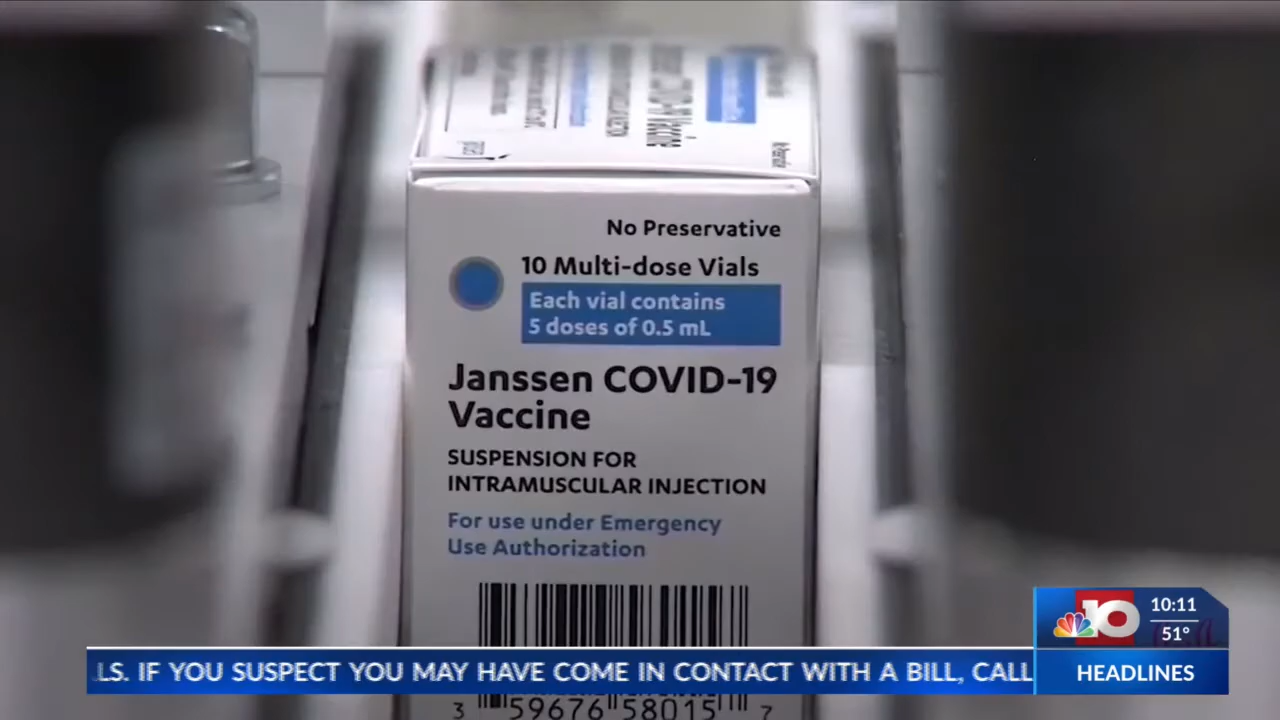 No Preservative
10 Multi-dose Vials
Each vial contains
5 doses of 0.5 mL
Janssen COVID-19
Vaccine
SUSPENSION FOR
INTRAMUSCULAR INJECTION
For use under Emergency
Use Authorization
10
10:11
51°
LS. IF YOU SUSPECT YOU MAY HAVE COME IN CONTACT WITH A BILL, CALL
HEADLINES
3 59676 58015 7